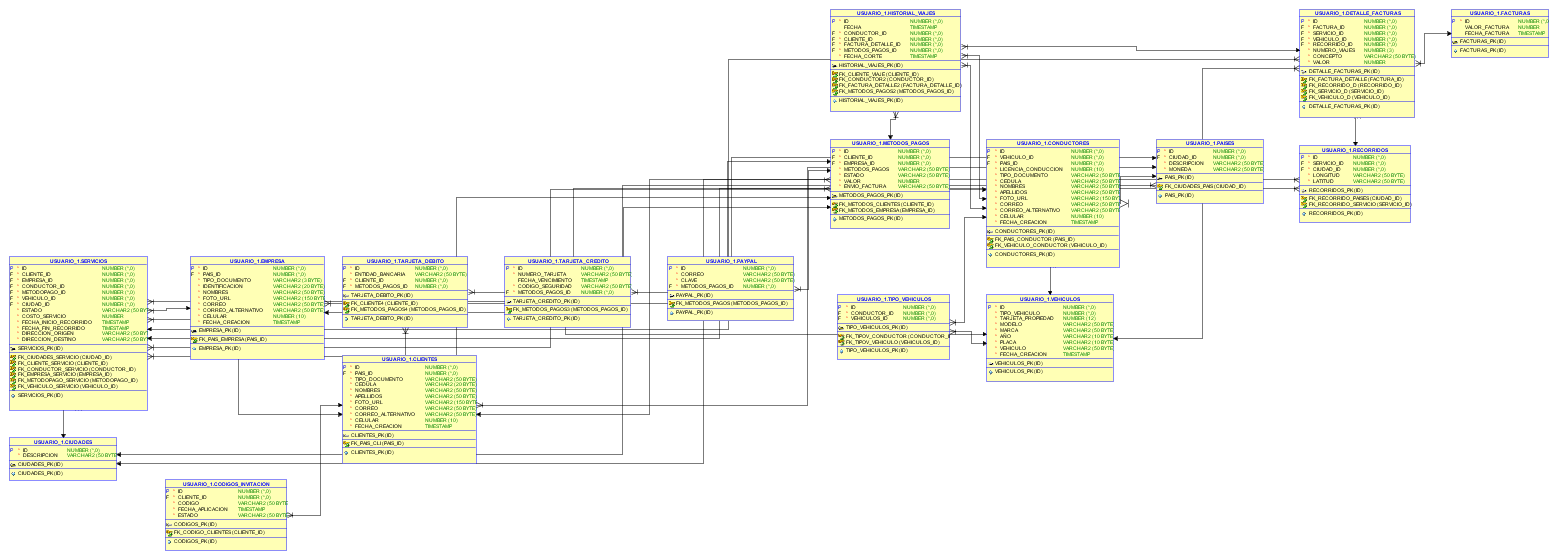 USUARIO_1.HISTORIAL_VIAJES
P * ID NUMBER (*,0)
FECHA TIMESTAMP
F * CONDUCTOR_ID NUMBER (*,0)
F * CLIENTE_ID NUMBER (*,0)
F * FACTURA_DETALLE_ID NUMBER (*,0)
F * METODOS_PAGOS_ID NUMBER (*,0)
* FECHA_CORTE TIMESTAMP
HISTORIAL_VIAJES_PK (ID)
FK_CLIENTE_VIAJE (CLIENTE_ID)
FK_CONDUCTOR2 (CONDUCTOR_ID)
FK_FACTURA_DETALLE2 (FACTURA_DETALLE_ID)
FK_METODOS_PAGOS2 (METODOS_PAGOS_ID)
HISTORIAL_VIAJES_PK (ID)
USUARIO_1.DETALLE_FACTURAS
P * ID NUMBER (*,0)
F * FACTURA_ID NUMBER (*,0)
F * SERVICIO_ID NUMBER (*,0)
F * VEHICULO_ID NUMBER (*,0)
F * RECORRIDO_ID NUMBER (*,0)
* NUMERO_VIAJES NUMBER (3)
* CONCEPTO VARCHAR2 (50 BYTE)
* VALOR NUMBER
DETALLE_FACTURAS_PK (ID)
FK_FACTURA_DETALLE (FACTURA_ID)
FK_RECORRIDO_D (RECORRIDO_ID)
FK_SERVICIO_D (SERVICIO_ID)
FK_VEHICULO_D (VEHICULO_ID)
DETALLE_FACTURAS_PK (ID)
USUARIO_1.FACTURAS
P * ID NUMBER (*,0)
VALOR_FACTURA NUMBER
FECHA_FACTURA TIMESTAMP
FACTURAS_PK (ID)
FACTURAS_PK (ID)
USUARIO_1.METODOS_PAGOS
P * ID NUMBER (*,0)
F * CLIENTE_ID NUMBER (*,0)
F * EMPRESA_ID NUMBER (*,0)
* METODOS_PAGOS VARCHAR2 (50 BYTE)
* ESTADO VARCHAR2 (50 BYTE)
* VALOR NUMBER
* ENVIO_FACTURA VARCHAR2 (50 BYTE)
METODOS_PAGOS_PK (ID)
FK_METODOS_CLIENTES (CLIENTE_ID)
FK_METODOS_EMPRESA (EMPRESA_ID)
METODOS_PAGOS_PK (ID)
USUARIO_1.CONDUCTORES
P * ID NUMBER (*,0)
F * VEHICULO_ID NUMBER (*,0)
F * PAIS_ID NUMBER (*,0)
* LICENCIA_CONDUCCION NUMBER (10)
* TIPO_DOCUMENTO VARCHAR2 (50 BYTE)
* CEDULA VARCHAR2 (50 BYTE)
* NOMBRES VARCHAR2 (50 BYTE)
* APELLIDOS VARCHAR2 (50 BYTE)
* FOTO_URL VARCHAR2 (150 BYTE)
* CORREO VARCHAR2 (50 BYTE)
* CORREO_ALTERNATIVO VARCHAR2 (50 BYTE)
* CELULAR NUMBER (10)
* FECHA_CREACION TIMESTAMP
CONDUCTORES_PK (ID)
FK_PAIS_CONDUCTOR (PAIS_ID)
FK_VEHICULO_CONDUCTOR (VEHICULO_ID)
CONDUCTORES_PK (ID)
USUARIO_1.PAISES
P * ID NUMBER (*,0)
F * CIUDAD_ID NUMBER (*,0)
* DESCRIPCION VARCHAR2 (50 BYTE)
* MONEDA VARCHAR2 (50 BYTE)
PAIS_PK (ID)
FK_CIUDADES_PAIS (CIUDAD_ID)
PAIS_PK (ID)
USUARIO_1.RECORRIDOS
P * ID NUMBER (*,0)
F * SERVICIO_ID NUMBER (*,0)
F * CIUDAD_ID NUMBER (*,0)
* LONGITUD VARCHAR2 (50 BYTE)
* LATITUD VARCHAR2 (50 BYTE)
RECORRIDOS_PK (ID)
FK_RECORRIDO_PAISES (CIUDAD_ID)
FK_RECORRIDO_SERVICIO (SERVICIO_ID)
RECORRIDOS_PK (ID)
USUARIO_1.SERVICIOS
P * ID NUMBER (*,0)
F * CLIENTE_ID NUMBER (*,0)
F * EMPRESA_ID NUMBER (*,0)
F * CONDUCTOR_ID NUMBER (*,0)
F * METODOPAGO_ID NUMBER (*,0)
F * VEHICULO_ID NUMBER (*,0)
F * CIUDAD_ID NUMBER (*,0)
* ESTADO VARCHAR2 (50 BYTE)
* COSTO_SERVICIO NUMBER
* FECHA_INICIO_RECORRIDO TIMESTAMP
* FECHA_FIN_RECORRIDO TIMESTAMP
* DIRECCION_ORIGEN VARCHAR2 (50 BYTE)
* DIRECCION_DESTINO VARCHAR2 (50 BYTE)
SERVICIOS_PK (ID)
FK_CIUDADES_SERVICIO (CIUDAD_ID)
FK_CLIENTE_SERVICIO (CLIENTE_ID)
FK_CONDUCTOR_SERVICIO (CONDUCTOR_ID)
FK_EMPRESA_SERVICIO (EMPRESA_ID)
FK_METODOPAGO_SERVICIO (METODOPAGO_ID)
FK_VEHICULO_SERVICIO (VEHICULO_ID)
SERVICIOS_PK (ID)
USUARIO_1.EMPRESA
P * ID NUMBER (*,0)
F * PAIS_ID NUMBER (*,0)
* TIPO_DOCUMENTO VARCHAR2 (3 BYTE)
* IDENTIFICACION VARCHAR2 (20 BYTE)
* NOMBRES VARCHAR2 (50 BYTE)
* FOTO_URL VARCHAR2 (150 BYTE)
* CORREO VARCHAR2 (50 BYTE)
* CORREO_ALTERNATIVO VARCHAR2 (50 BYTE)
* CELULAR NUMBER (10)
* FECHA_CREACION TIMESTAMP
EMPRESA_PK (ID)
FK_PAIS_EMPRESA (PAIS_ID)
EMPRESA_PK (ID)
USUARIO_1.TARJETA_DEBITO
P * ID NUMBER (*,0)
* ENTIDAD_BANCARIA VARCHAR2 (50 BYTE)
F * CLIENTE_ID NUMBER (*,0)
F * METODOS_PAGOS_ID NUMBER (*,0)
TARJETA_DEBITO_PK (ID)
FK_CLIENTE4 (CLIENTE_ID)
FK_METODOS_PAGOS4 (METODOS_PAGOS_ID)
TARJETA_DEBITO_PK (ID)
USUARIO_1.TARJETA_CREDITO
P * ID NUMBER (*,0)
* NUMERO_TARJETA VARCHAR2 (50 BYTE)
* FECHA_VENCIMIENTO TIMESTAMP
* CODIGO_SEGURIDAD VARCHAR2 (50 BYTE)
F * METODOS_PAGOS_ID NUMBER (*,0)
TARJETA_CREDITO_PK (ID)
FK_METODOS_PAGOS3 (METODOS_PAGOS_ID)
TARJETA_CREDITO_PK (ID)
USUARIO_1.PAYPAL
P * ID NUMBER (*,0)
* CORREO VARCHAR2 (50 BYTE)
* CLAVE VARCHAR2 (50 BYTE)
F * METODOS_PAGOS_ID NUMBER (*,0)
PAYPAL_PK (ID)
FK_METODOS_PAGOS (METODOS_PAGOS_ID)
PAYPAL_PK (ID)
USUARIO_1.TIPO_VEHICULOS
P * ID NUMBER (*,0)
F * CONDUCTOR_ID NUMBER (*,0)
F * VEHICULOS_ID NUMBER (*,0)
TIPO_VEHICULOS_PK (ID)
FK_TIPOV_CONDUCTOR (CONDUCTOR_ID)
FK_TIPOV_VEHICULO (VEHICULOS_ID)
TIPO_VEHICULOS_PK (ID)
USUARIO_1.VEHICULOS
P * ID NUMBER (*,0)
* TIPO_VEHICULO NUMBER (*,0)
* TARJETA_PROPIEDAD NUMBER (12)
* MODELO VARCHAR2 (50 BYTE)
* MARCA VARCHAR2 (50 BYTE)
* AÑO VARCHAR2 (10 BYTE)
* PLACA VARCHAR2 (10 BYTE)
* VEHICULO VARCHAR2 (50 BYTE)
* FECHA_CREACION TIMESTAMP
VEHICULOS_PK (ID)
VEHICULOS_PK (ID)
USUARIO_1.CLIENTES
P * ID NUMBER (*,0)
F * PAIS_ID NUMBER (*,0)
* TIPO_DOCUMENTO VARCHAR2 (50 BYTE)
* CEDULA VARCHAR2 (20 BYTE)
* NOMBRES VARCHAR2 (50 BYTE)
* APELLIDOS VARCHAR2 (50 BYTE)
* FOTO_URL VARCHAR2 (150 BYTE)
* CORREO VARCHAR2 (50 BYTE)
* CORREO_ALTERNATIVO VARCHAR2 (50 BYTE)
* CELULAR NUMBER (10)
* FECHA_CREACION TIMESTAMP
CLIENTES_PK (ID)
FK_PAIS_CLI (PAIS_ID)
CLIENTES_PK (ID)
USUARIO_1.CIUDADES
P * ID NUMBER (*,0)
* DESCRIPCION VARCHAR2 (50 BYTE)
CIUDADES_PK (ID)
CIUDADES_PK (ID)
USUARIO_1.CODIGOS_INVITACION
P * ID NUMBER (*,0)
F * CLIENTE_ID NUMBER (*,0)
* CODIGO VARCHAR2 (50 BYTE)
* FECHA_APLICACION TIMESTAMP
* ESTADO VARCHAR2 (50 BYTE)
CODIGOS_PK (ID)
FK_CODIGO_CLIENTES (CLIENTE_ID)
CODIGOS_PK (ID)